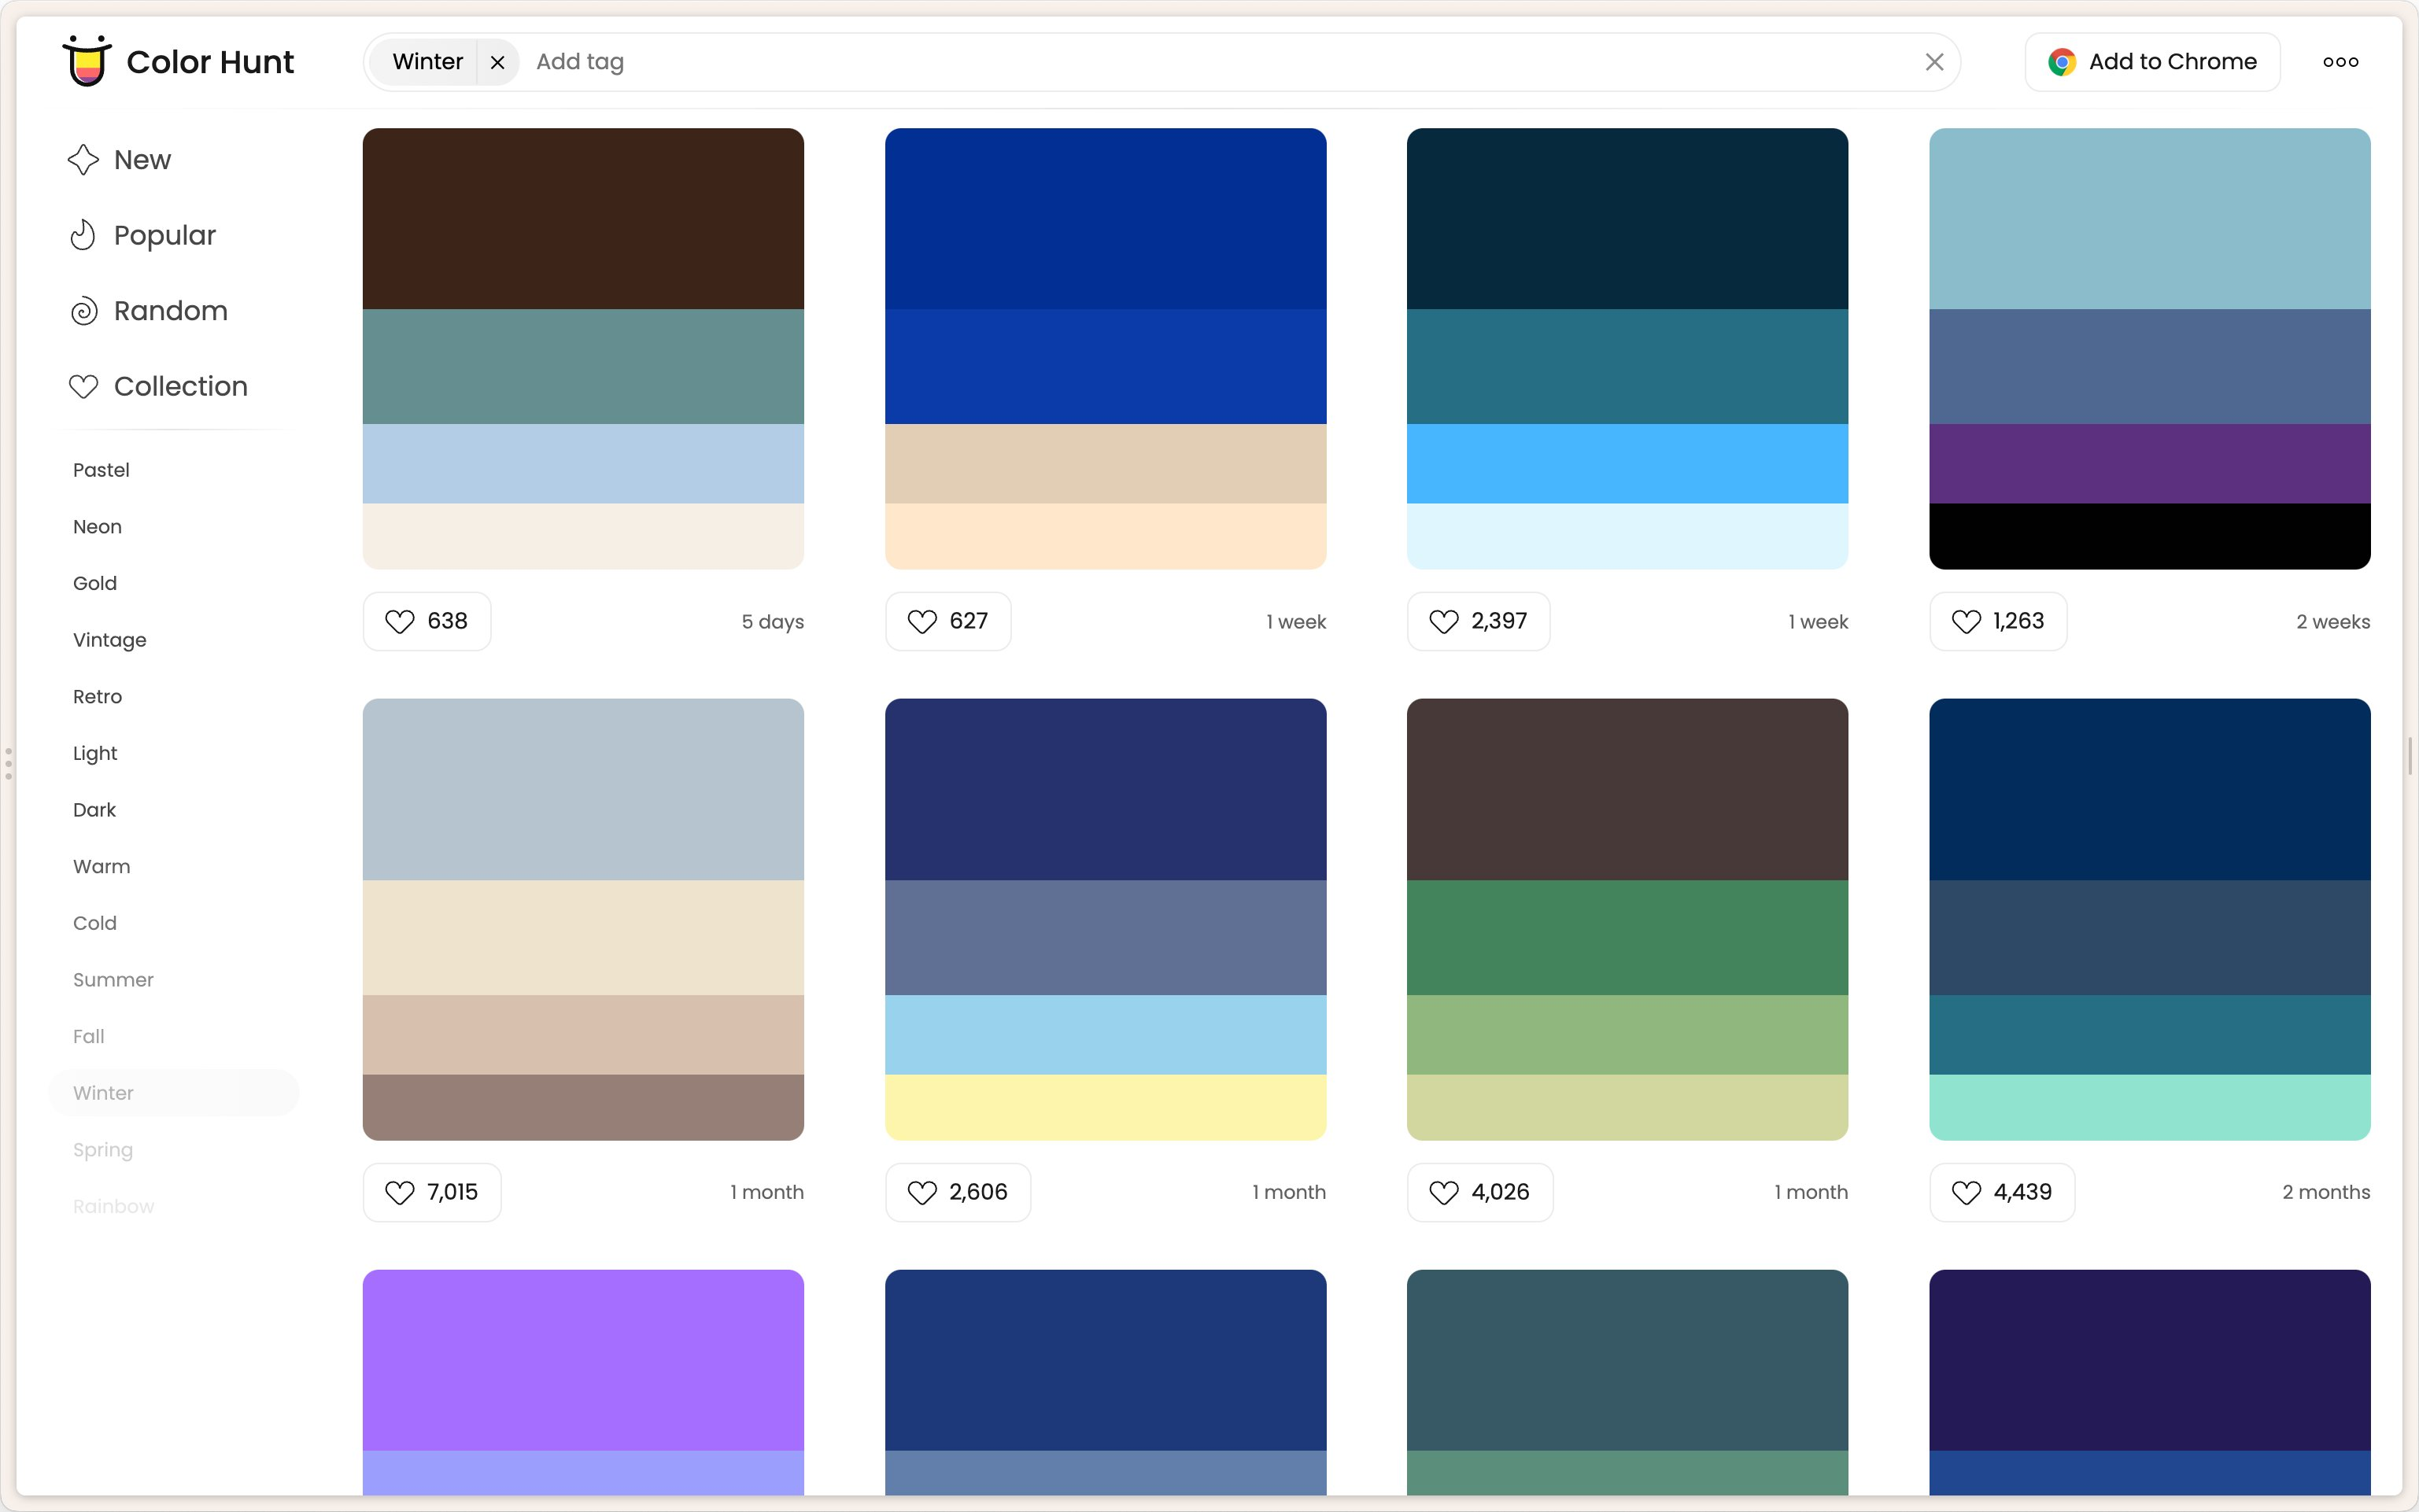 Color Hunt
Winter
Add tag
Add to Chrome
New
Popular
Random
Collection
Pastel
Neon
Gold
Vintage
Retro
Light
Dark
Warm
Cold
Summer
Fall
Winter
Spring
Rainbow
638 5 days
627 1 week
2,397 1 week
1,263 2 weeks
7,015 1 month
2,606 1 month
4,026 1 month
4,439 2 months